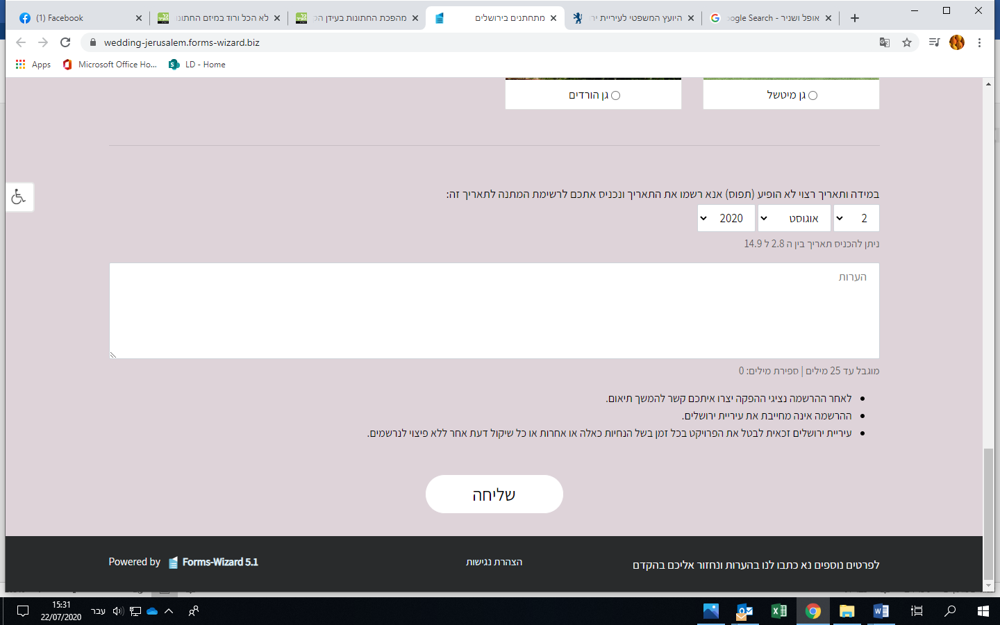 (1) Facebook
לא הכל ורוד במיזם החתונו
מהפכת החתונות בעידן הק
מתחתנים בירושלים
היועץ המשפטי לעיריית יר
אופל ושניר - Google Search
wedding-jerusalem.forms-wizard.biz
Apps
Microsoft Office Ho...
LD - Home
גן מיטשל
גן הורדים
במידה ותאריך רצוי לא הופיע (תפוס) אנא רשמו את התאריך ונכניס אתכם לרשימת המתנה לתאריך זה:
2 אוגוסט 2020
ניתן להכניס תאריך בין ה 2.8 ל 14.9
הערות
מוגבל עד 25 מילים | ספירת מילים: 0
לאחר ההרשמה נציגי ההפקה יצרו איתכם קשר להמשך תיאום.
ההרשמה אינה מחייבת את עיריית ירושלים.
עיריית ירושלים זכאית לבטל את הפרויקט בכל זמן בשל הנחיות כאלה או אחרות או כל שיקול דעת אחר ללא פיצוי לנרשמים.
שליחה
לפרטים נוספים נא כתבו לנו בהערות ונחזור אליכם בהקדם
הצהרת נגישות
Powered by Forms-Wizard 5.1
15:31
22/07/2020
עבר